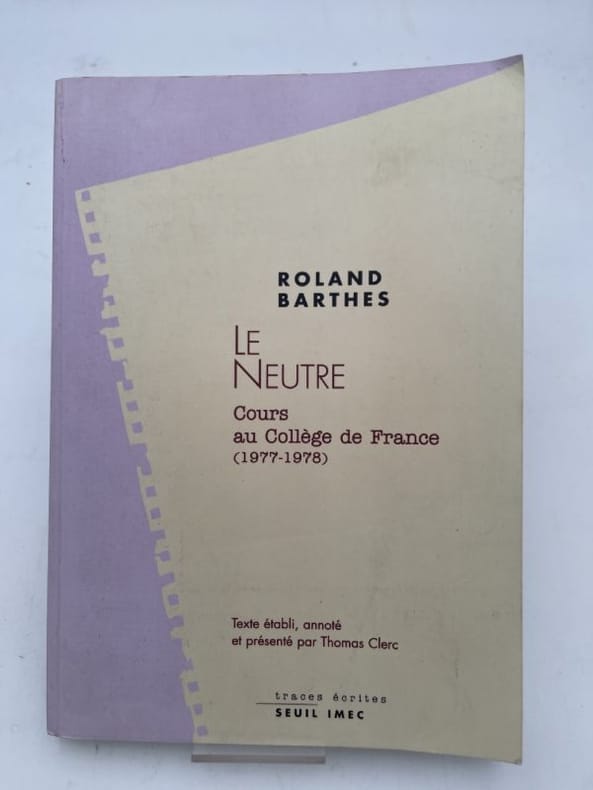 ROLAND
BARTHES
LE
NEUTRE
Cours
au Collège de France
(1977-1978)
Texte établi, annoté
et présenté par Thomas Clerc
traces écrites
SEUIL IMEC